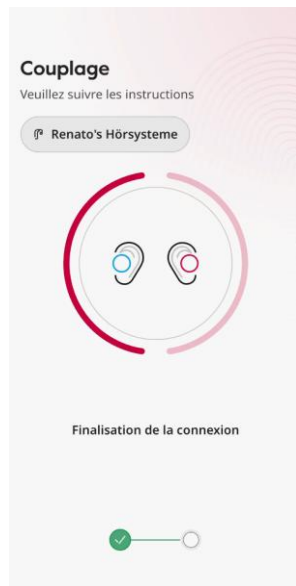 Couplage
Veuillez suivre les instructions
Renato's Hörsysteme
Finalisation de la connexion